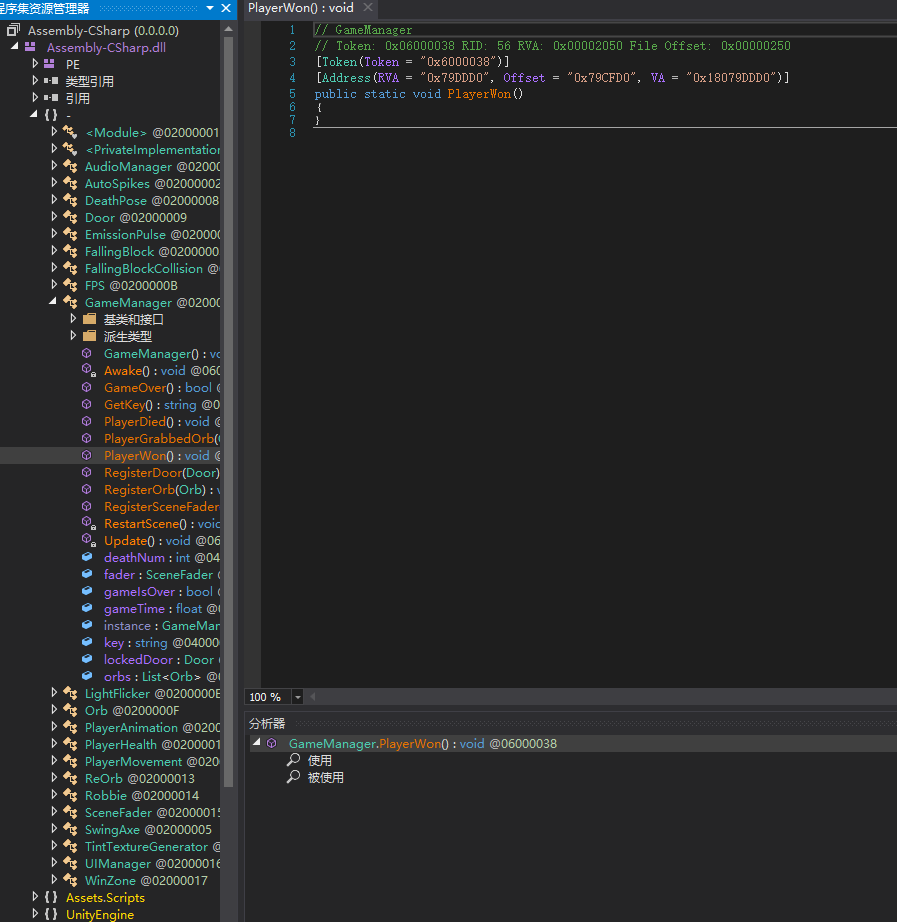 程序集资源管理器
Assembly-CSharp (0.0.0.0)
Assembly-CSharp.dll
PE
类型引用
引用
{ } -
<Module> @02000001
<PrivateImplementation
AudioManager @0200
AutoSpikes @02000002
DeathPose @02000008
Door @02000009
EmissionPulse @02000
FallingBlock @0200000
FallingBlockCollision @
FPS @0200000B
GameManager @0200
基类和接口
派生类型
GameManager() : vo
Awake() : void @060
GameOver() : bool @
GetKey() : string @0
PlayerDied() : void @
PlayerGrabbedOrb(
PlayerWon() : void @
RegisterDoor(Door)
RegisterOrb(Orb) : v
RegisterSceneFader
RestartScene() : void
Update() : void @06
deathNum : int @04
fader : SceneFader
gameIsOver : bool
gameTime : float @
instance : GameMan
key : string @04000
lockedDoor : Door
orbs : List<Orb> @0
LightFlicker @0200000E
Orb @0200000F
PlayerAnimation @0200
PlayerHealth @0200001
PlayerMovement @020
ReOrb @02000013
Robbie @02000014
SceneFader @02000015
SwingAxe @02000005
TintTextureGenerator @
UIManager @02000016
WinZone @02000017
{ } Assets.Scripts
{ } UnityEngine
PlayerWon() : void
1 // GameManager
2 // Token: 0x06000038 RID: 56 RVA: 0x00002050 File Offset: 0x00000250
3 [Token(Token = "0x6000038")]
4 [Address(RVA = "0x79DDD0", Offset = "0x79CFD0", VA = "0x18079DDD0")]
5 public static void PlayerWon()
6 {
7 }
8
100 %
分析器
GameManager.PlayerWon() : void @06000038
使用
被使用